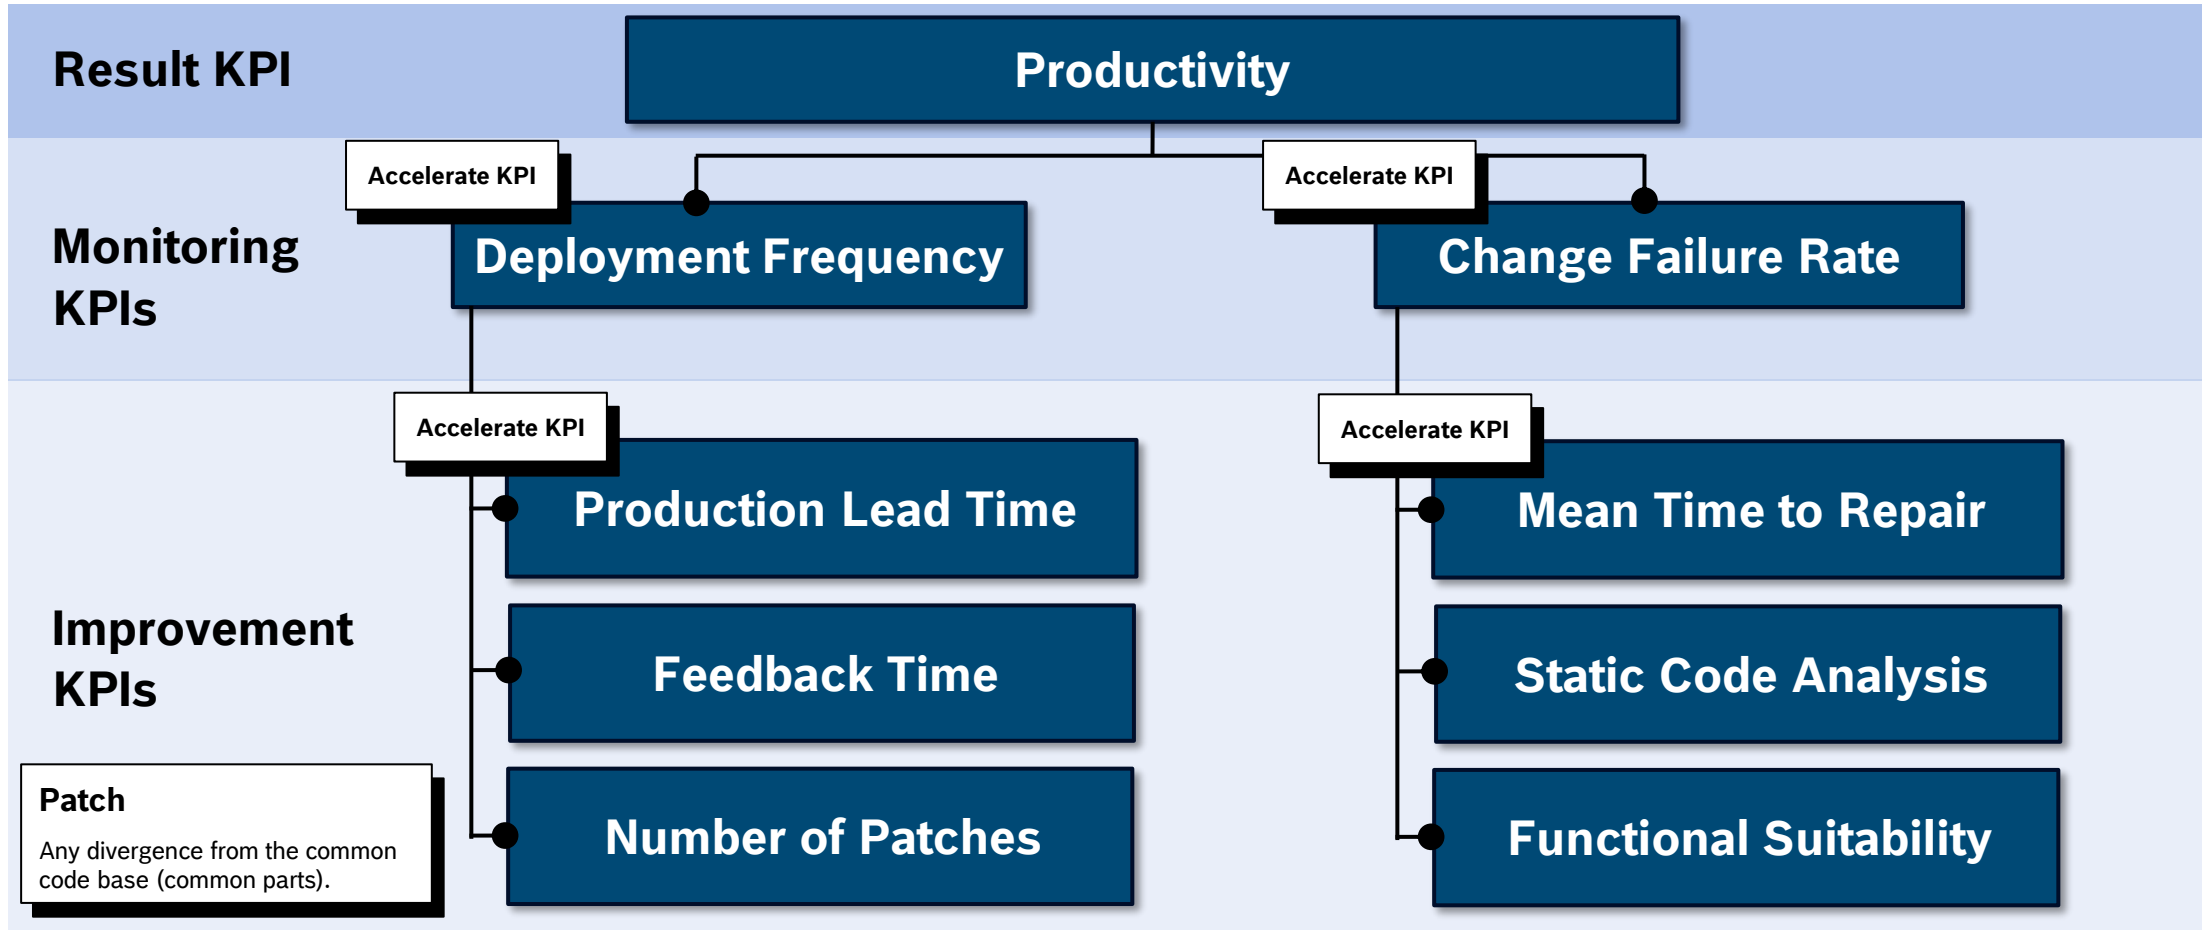 Result KPI
Productivity
Accelerate KPI
Accelerate KPI
Monitoring
KPIs
Deployment Frequency
Change Failure Rate
Accelerate KPI
Accelerate KPI
Production Lead Time
Mean Time to Repair
Improvement
KPIs
Feedback Time
Static Code Analysis
Patch
Any divergence from the common
code base (common parts).
Number of Patches
Functional Suitability